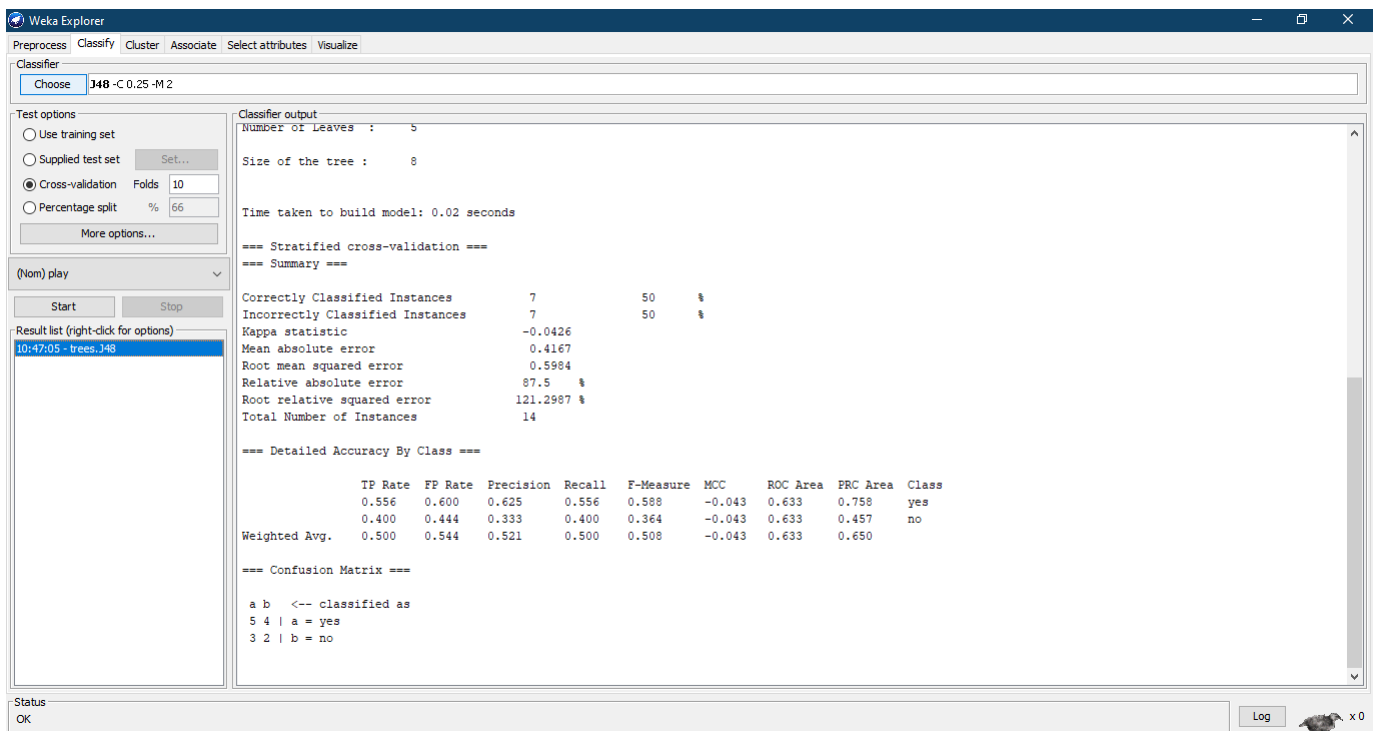 Weka Explorer
Preprocess Classify Cluster Associate Select attributes Visualize
Classifier
Choose J48 -C 0.25 -M 2
Test options
Use training set
Supplied test set Set...
Cross-validation Folds 10
Percentage split % 66
More options...
(Nom) play
Start Stop
Result list (right-click for options)
10:47:05 - trees.J48
Classifier output
Number of Leaves : 5
Size of the tree : 8
Time taken to build model: 0.02 seconds
=== Stratified cross-validation ===
=== Summary ===
Correctly Classified Instances 7 50 %
Incorrectly Classified Instances 7 50 %
Kappa statistic -0.0426
Mean absolute error 0.4167
Root mean squared error 0.5984
Relative absolute error 87.5 %
Root relative squared error 121.2987 %
Total Number of Instances 14
=== Detailed Accuracy By Class ===
TP Rate FP Rate Precision Recall F-Measure MCC ROC Area PRC Area Class
0.556 0.600 0.625 0.556 0.588 -0.043 0.633 0.758 yes
0.400 0.444 0.333 0.400 0.364 -0.043 0.633 0.457 no
Weighted Avg. 0.500 0.544 0.521 0.500 0.508 -0.043 0.633 0.650
=== Confusion Matrix ===
a b <-- classified as
5 4 | a = yes
3 2 | b = no
Status
OK
Log x 0